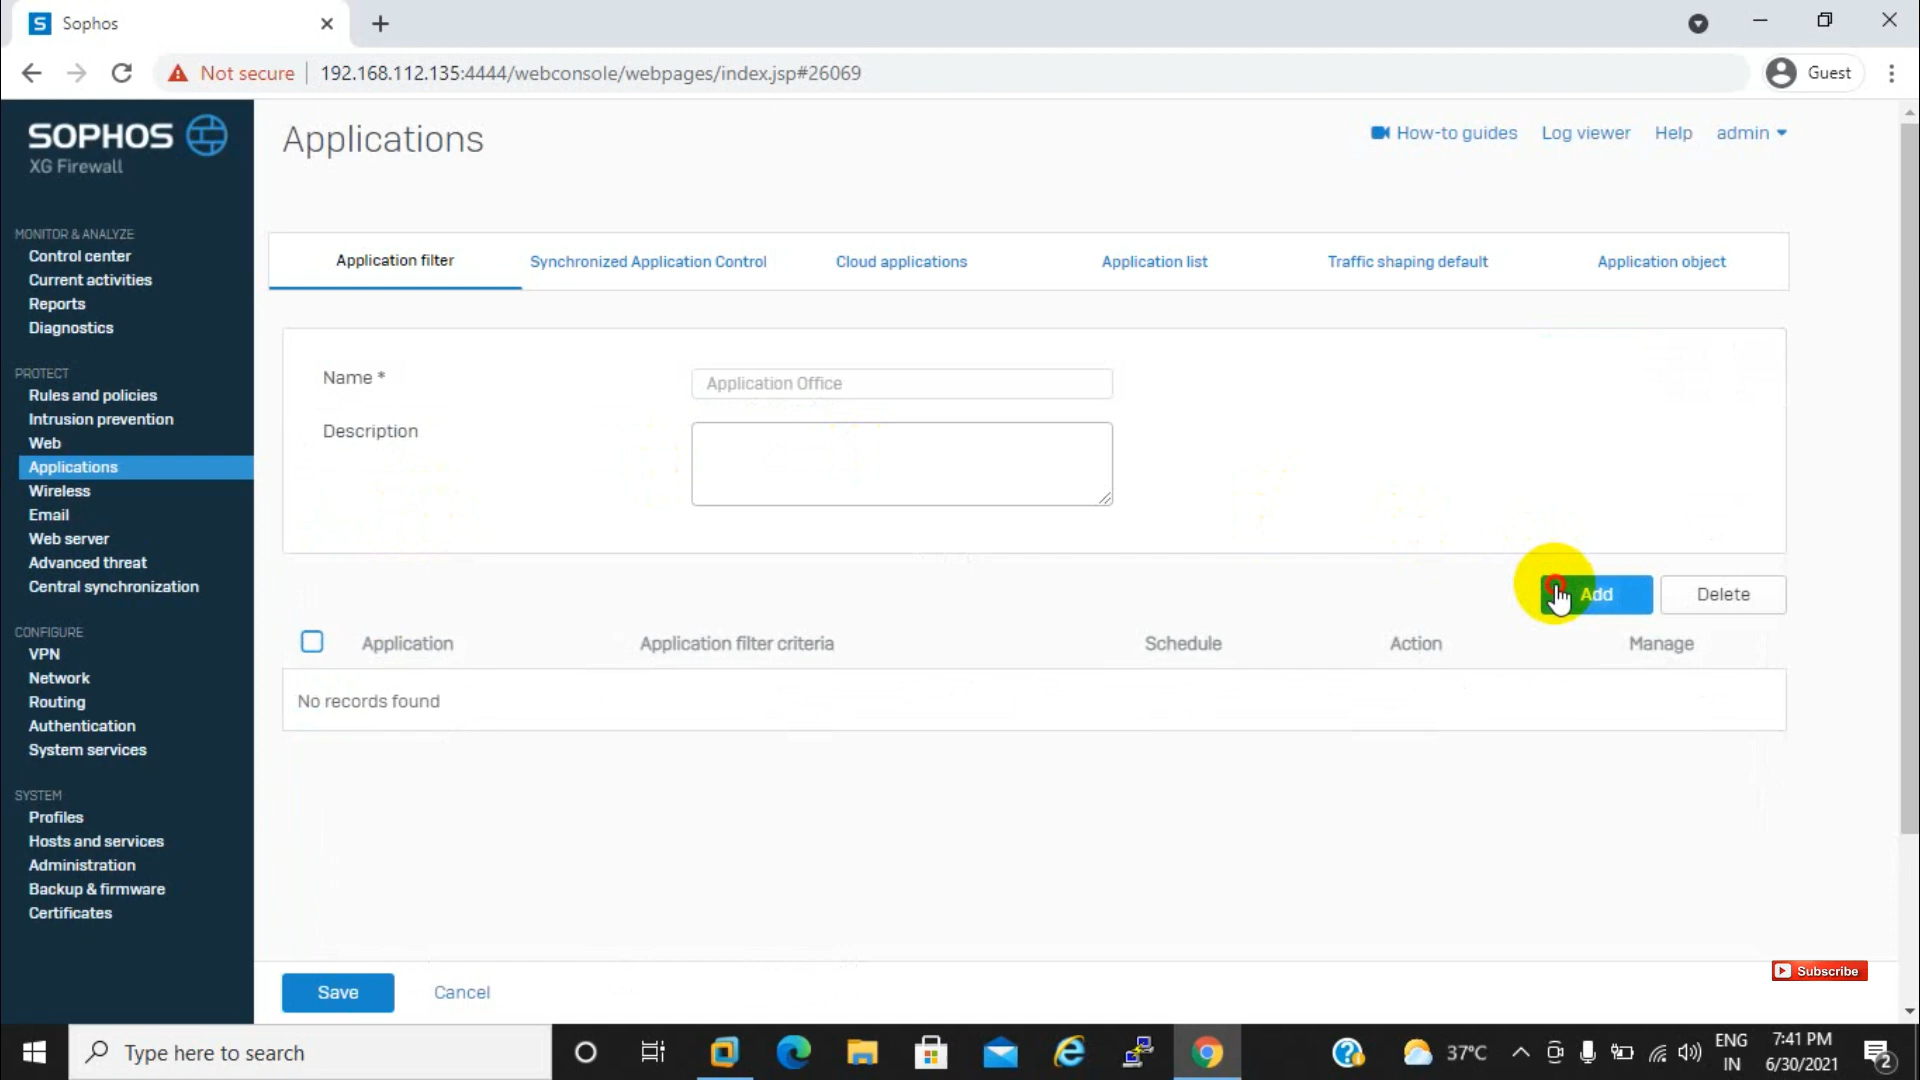 S Sophos
Not secure 192.168.112.135:4444/webconsole/webpages/index.jsp#26069 Guest
SOPHOS
XG Firewall
Applications
How-to guides Log viewer Help admin
MONITOR & ANALYZE
Control center
Current activities
Reports
Diagnostics
PROTECT
Rules and policies
Intrusion prevention
Web
Applications
Wireless
Email
Web server
Advanced threat
Central synchronization
CONFIGURE
VPN
Network
Routing
Authentication
System services
SYSTEM
Profiles
Hosts and services
Administration
Backup & firmware
Certificates
Application filter Synchronized Application Control Cloud applications Application list Traffic shaping default Application object
Name * Application Office
Description
Add Delete
Application Application filter criteria Schedule Action Manage
No records found
Save Cancel
Subscribe
Type here to search
37°C
ENG
IN
7:41 PM
6/30/2021
2